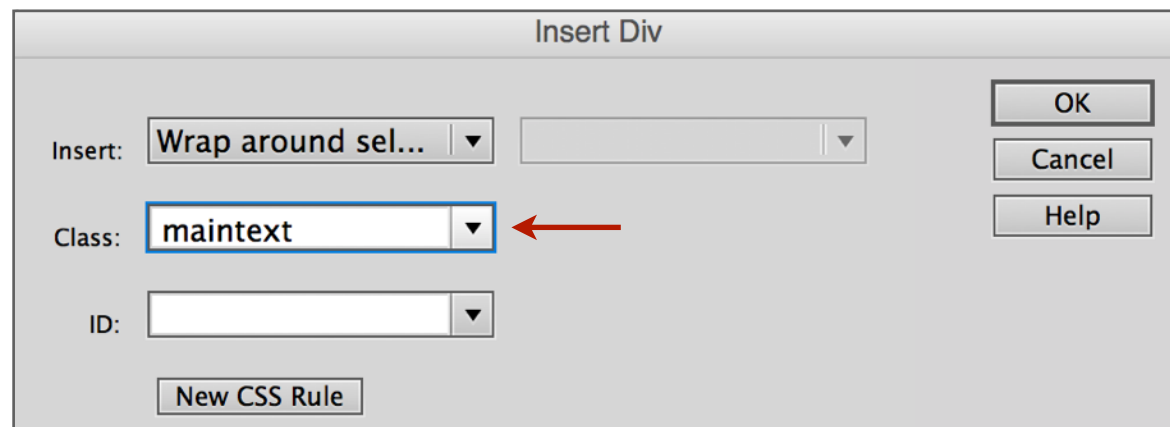 Insert Div
OK
Insert: Wrap around sel...
Cancel
Class: maintext
Help
ID:
New CSS Rule